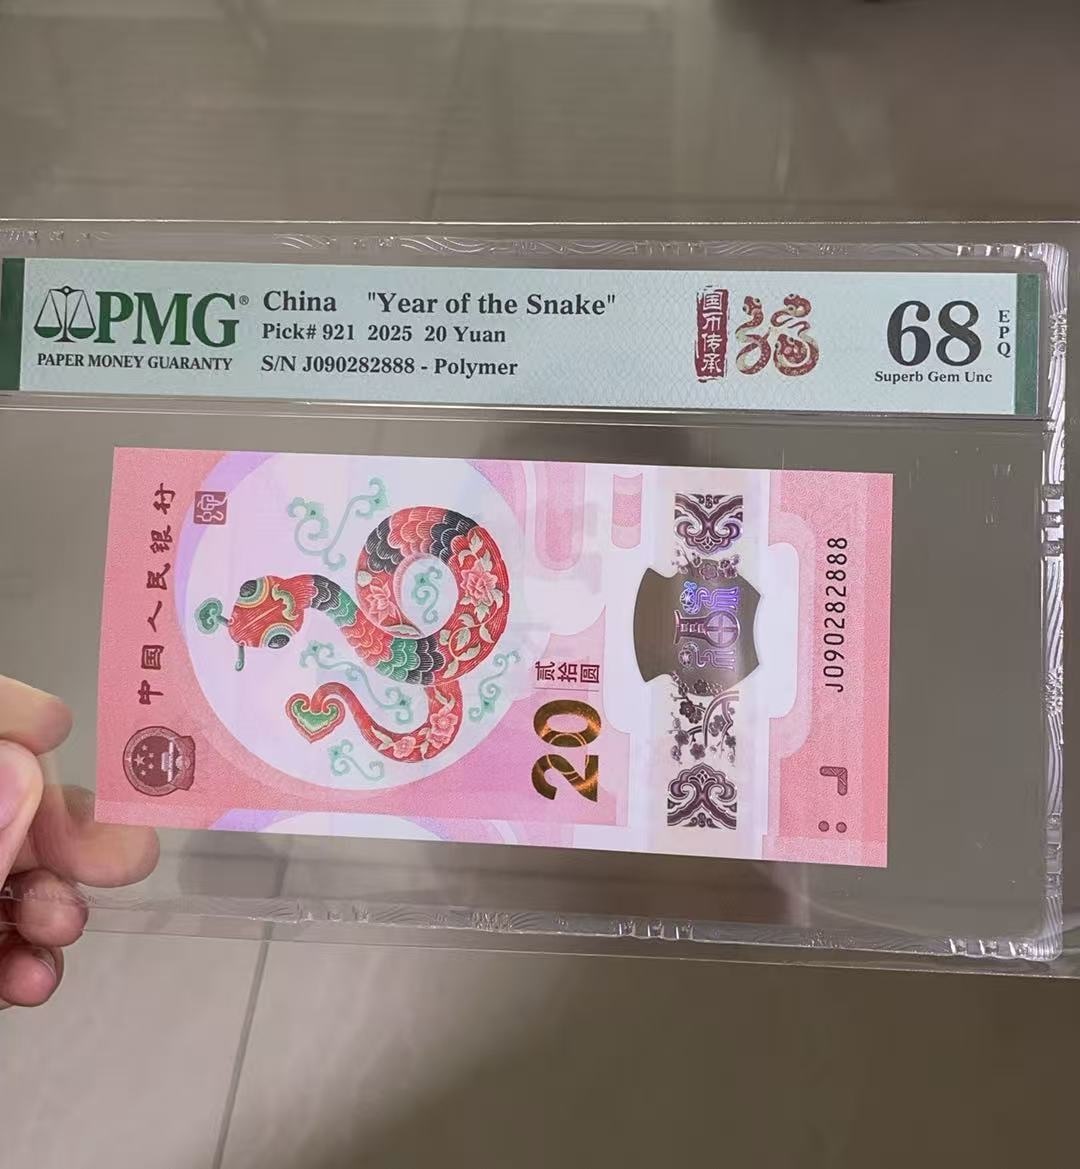 PMG®
PAPER MONEY GUARANTY
China "Year of the Snake"
Pick# 921 2025 20 Yuan
S/N J090282888 - Polymer
国币传承
68
EPQ
Superb Gem Unc
中国人民银行
贰拾圆
20
J090282888